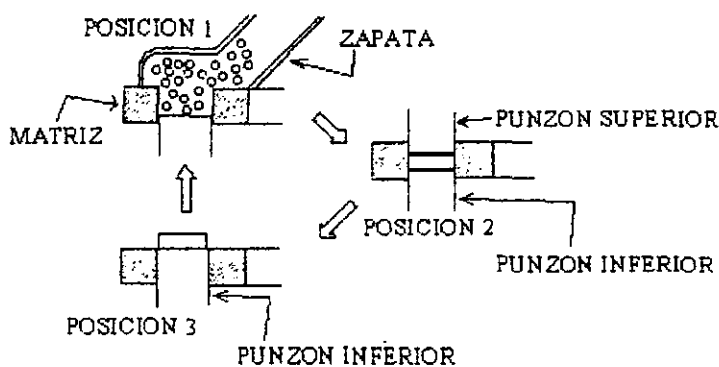 POSICION 1
ZAPATA
MATRIZ
PUNZON SUPERIOR
POSICION 2
PUNZON INFERIOR
POSICION 3
PUNZON INFERIOR